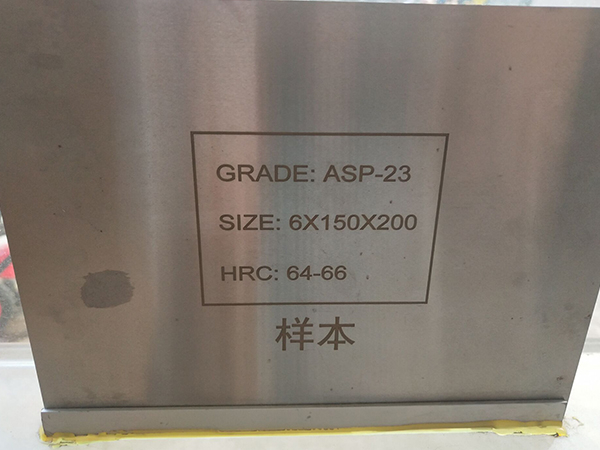 GRADE: ASP-23
SIZE: 6X150X200
HRC: 64-66
样本